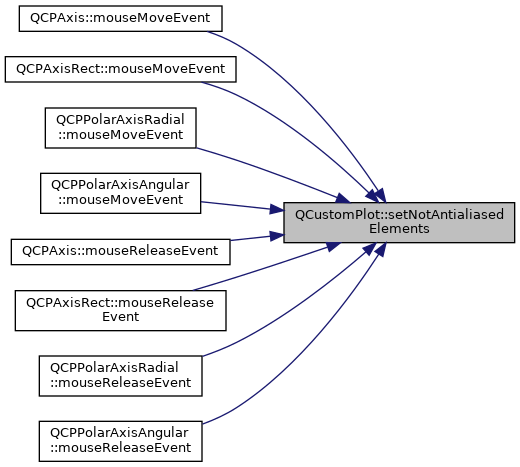 QCPAxis::mouseMoveEvent
QCPAxisRect::mouseMoveEvent
QCPPolarAxisRadial
::mouseMoveEvent
QCPPolarAxisAngular
::mouseMoveEvent
QCustomPlot::setNotAntialiased
Elements
QCPAxis::mouseReleaseEvent
QCPAxisRect::mouseRelease
Event
QCPPolarAxisRadial
::mouseReleaseEvent
QCPPolarAxisAngular
::mouseReleaseEvent